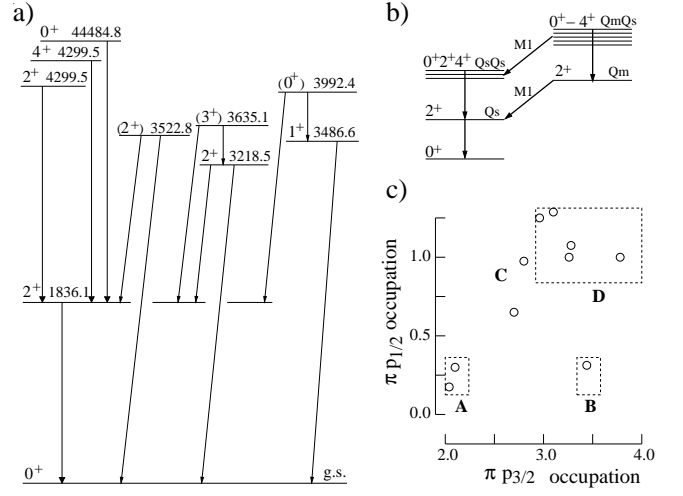 a)
0+ 44484.8
4+ 4299.5
2+ 4299.5
(2+) 3522.8
(3+) 3635.1
2+ 3218.5
(0+) 3992.4
1+ 3486.6
2+ 1836.1
0+ g.s.
b)
0+–4+ QmQs
M1
0+2+4+ QsQs
2+ Qm
M1
2+ Qs
0+
c)
π p1/2 occupation
1.0
0.5
0.0
C
D
A
B
2.0 3.0 4.0
π p3/2 occupation